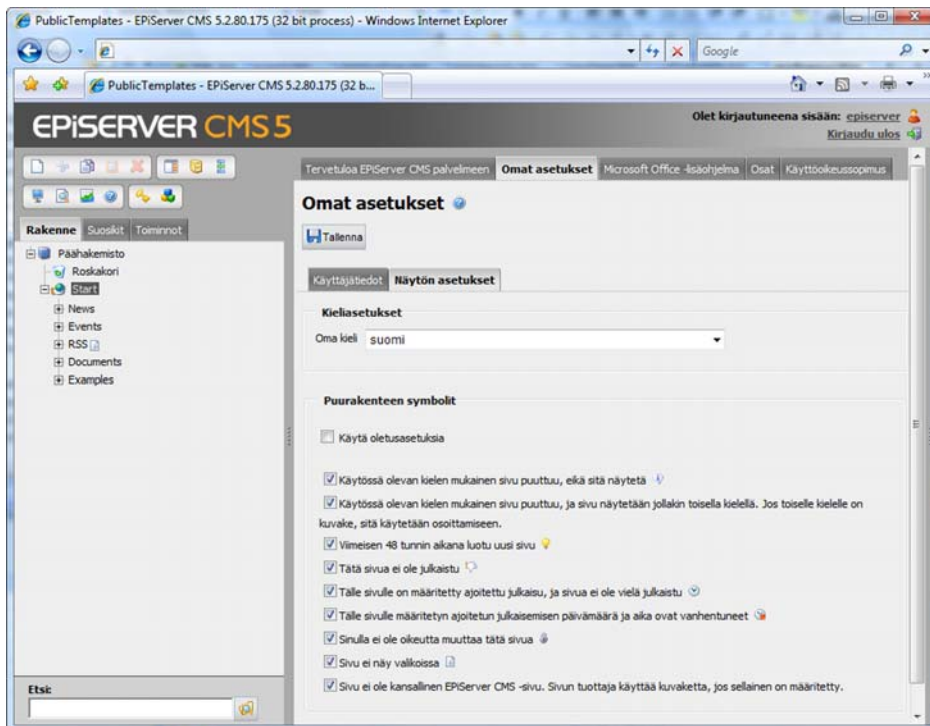 PublicTemplates - EPiServer CMS 5.2.80.175 (32 bit process) - Windows Internet Explorer
Google
PublicTemplates - EPiServer CMS 5.2.80.175 (32 b...
EPiSERVER CMS 5
Olet kirjautuneena sisään: episerver
Kirjaudu ulos
Tervetuloa EPiServer CMS palvelimeen Omat asetukset Microsoft Office -lisäohjelma Osat Käyttöoikeussopimus
Omat asetukset
Tallenna
Rakenne Suosikit Toiminnot
Päähakemisto
Roskakori
Start
News
Events
RSS
Documents
Examples
Käyttäjätiedot Näytön asetukset
Kieliasetukset
Oma kieli suomi
Puurakenteen symbolit
Käytä oletusasetuksia
Käytössä olevan kielen mukainen sivu puuttuu, eikä sitä näytetä
Käytössä olevan kielen mukainen sivu puuttuu, ja sivu näytetään jollakin toisella kielellä. Jos toiselle kielelle on
kuvake, sitä käytetään osoittamiseen.
Viimeisen 48 tunnin aikana luotu uusi sivu
Tätä sivua ei ole julkaistu
Tälle sivulle on määritetty ajoitettu julkaisu, ja sivua ei ole vielä julkaistu
Tälle sivulle määritetyn ajoitetun julkaisemisen päivämäärä ja aika ovat vanhentuneet
Sinulla ei ole oikeutta muuttaa tätä sivua
Sivu ei näy valikoissa
Sivu ei ole kansallinen EPiServer CMS -sivu. Sivun tuottaja käyttää kuvaketta, jos sellainen on määritetty.
Etsi: